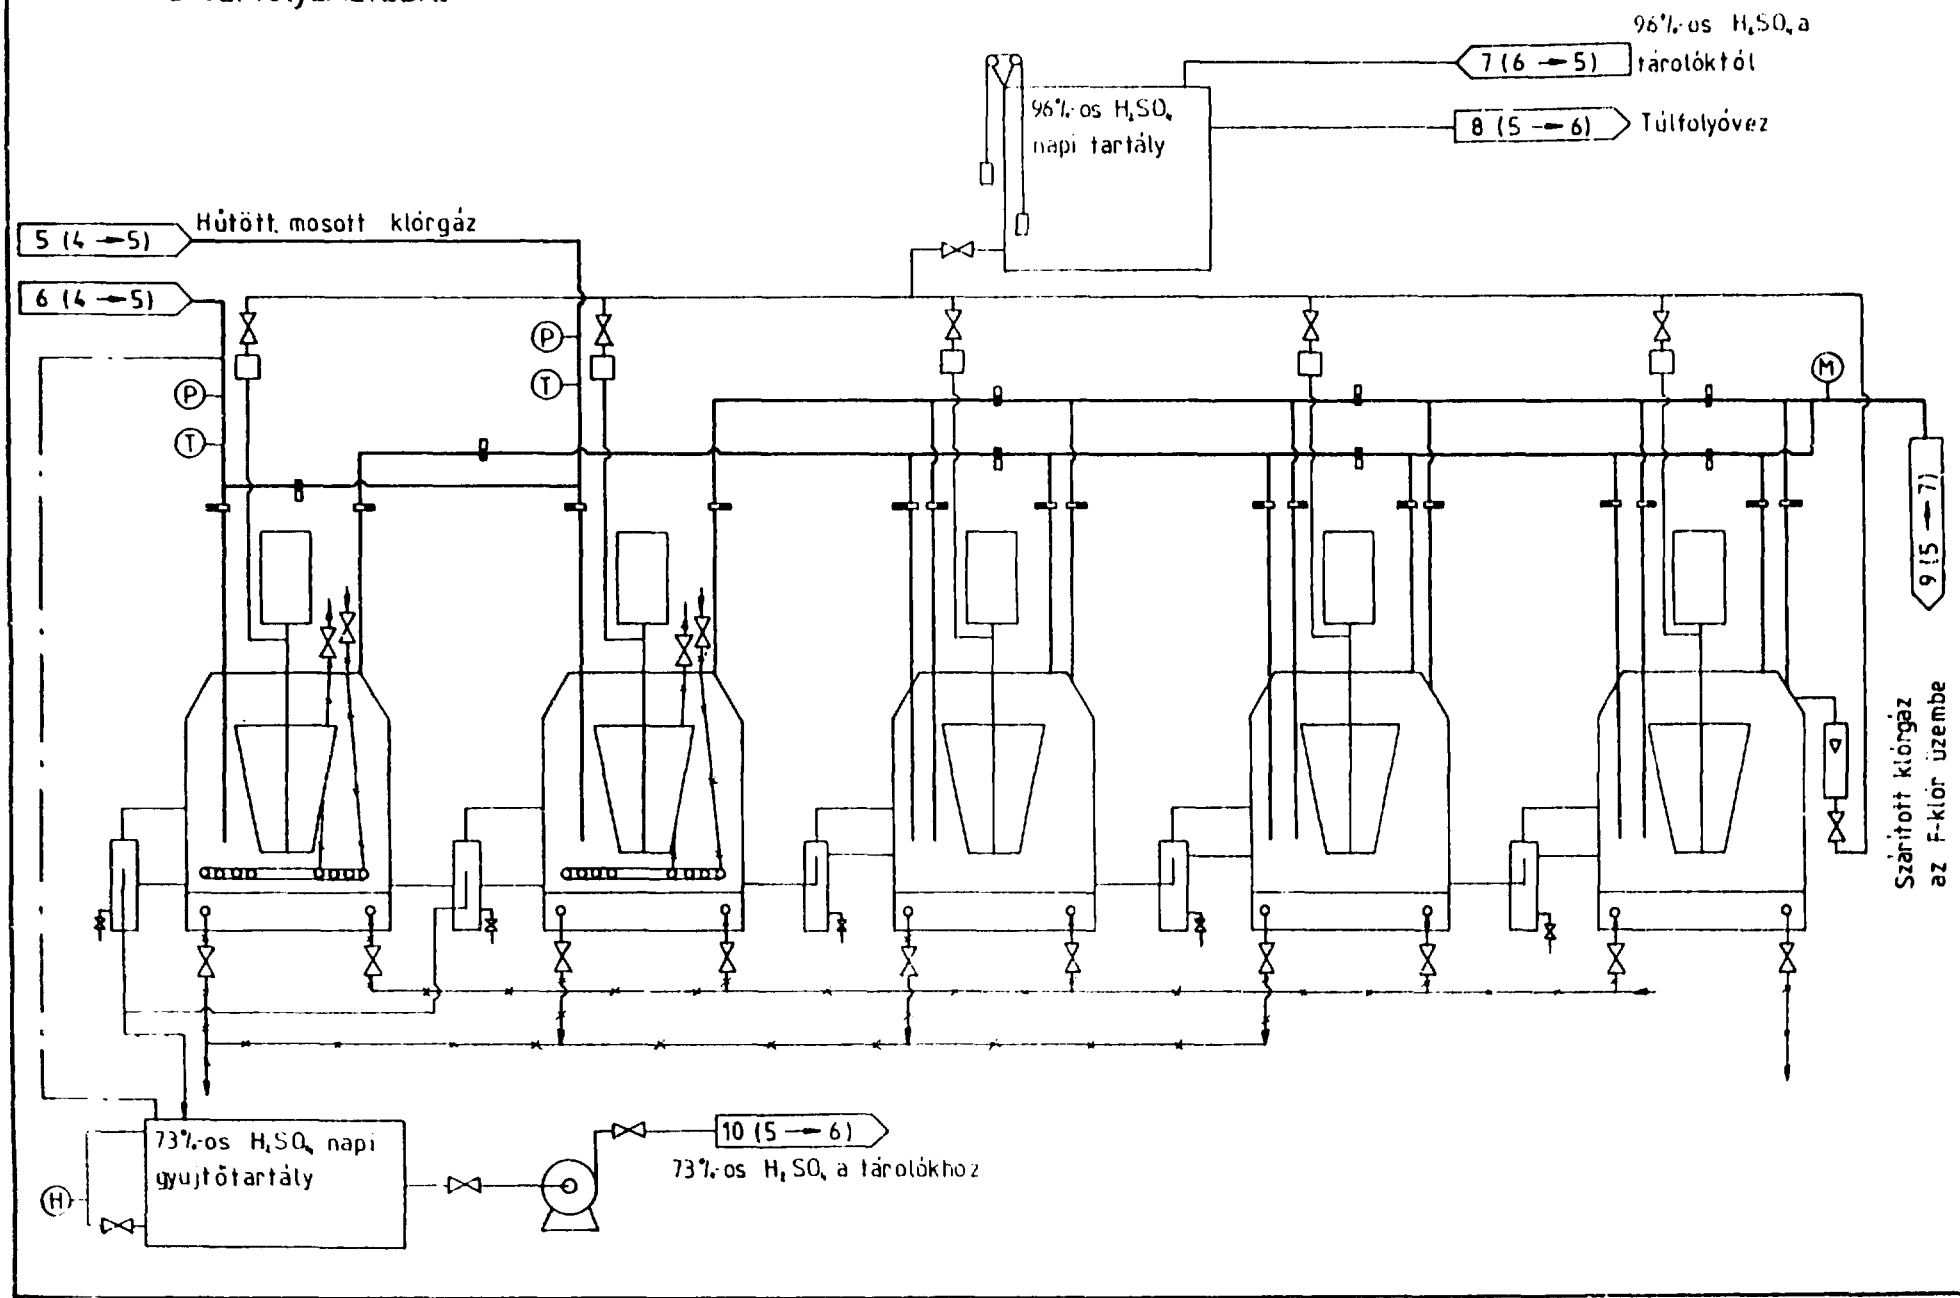 96%-os H₂SO₄ a
7 (6 → 5) tárolóktól
96%-os H₂SO₄
napi tartály
8 (5 → 6) Túlfolyóvez
5 (4 → 5) Hűtött, mosott klórgáz
6 (4 → 5)
P
T
P
T
M
9 (5 → 7)
Szárított klórgáz
az F-klór üzembe
73%-os H₂SO₄ napi
gyujtőtartály
H
10 (5 → 6)
73%-os H₂SO₄ a tárolókhoz